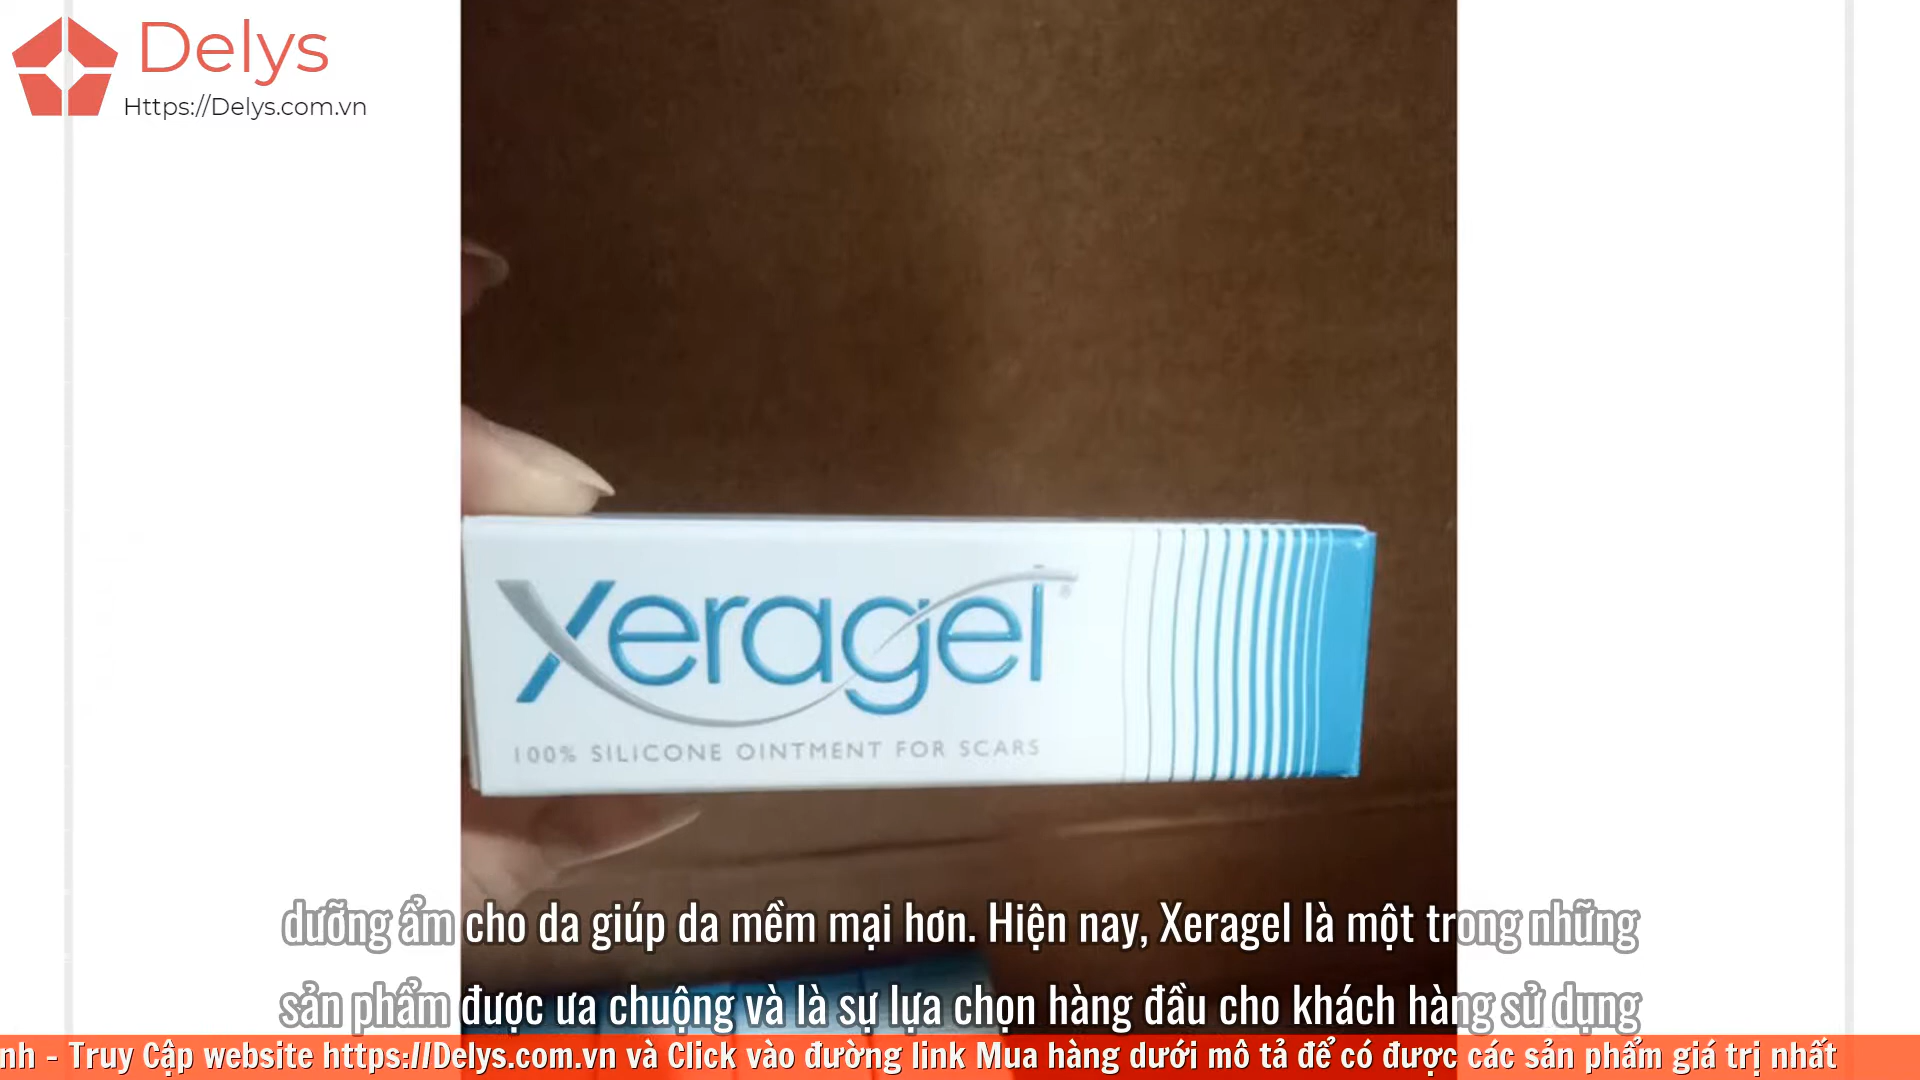 Delys
Https://Delys.com.vn
Xeragel®
100% SILICONE OINTMENT FOR SCARS
dưỡng ẩm cho da giúp da mềm mại hơn. Hiện nay, Xeragel là một trong những
sản phẩm được ưa chuộng và là sự lựa chọn hàng đầu cho khách hàng sử dụng
nh - Truy Cập website https://Delys.com.vn và Click vào đường link Mua hàng dưới mô tả để có được các sản phẩm giá trị nhất